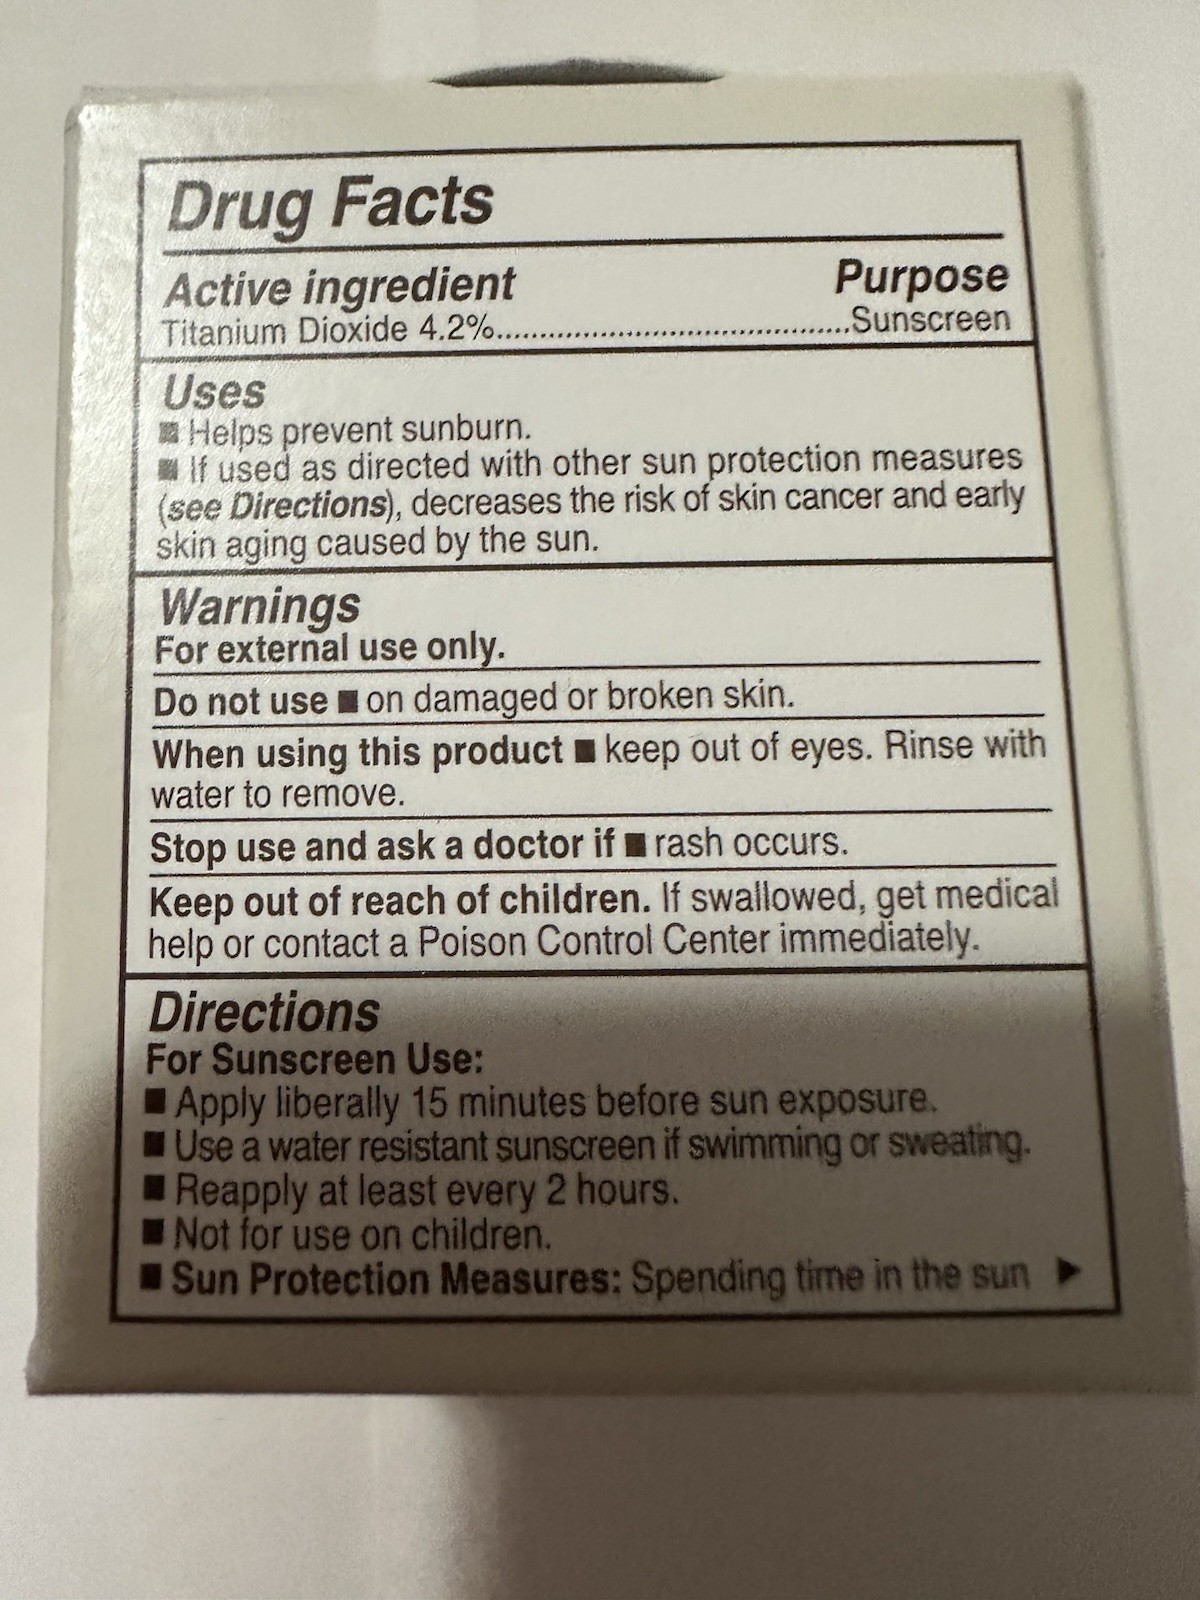 Drug Facts
Active ingredient Purpose
Titanium Dioxide 4.2%............................................Sunscreen
Uses
■ Helps prevent sunburn.
■ If used as directed with other sun protection measures
(see Directions), decreases the risk of skin cancer and early
skin aging caused by the sun.
Warnings
For external use only.
Do not use ■ on damaged or broken skin.
When using this product ■ keep out of eyes. Rinse with
water to remove.
Stop use and ask a doctor if ■ rash occurs.
Keep out of reach of children. If swallowed, get medical
help or contact a Poison Control Center immediately.
Directions
For Sunscreen Use:
■ Apply liberally 15 minutes before sun exposure.
■ Use a water resistant sunscreen if swimming or sweating.
■ Reapply at least every 2 hours.
■ Not for use on children.
■ Sun Protection Measures: Spending time in the sun ▶